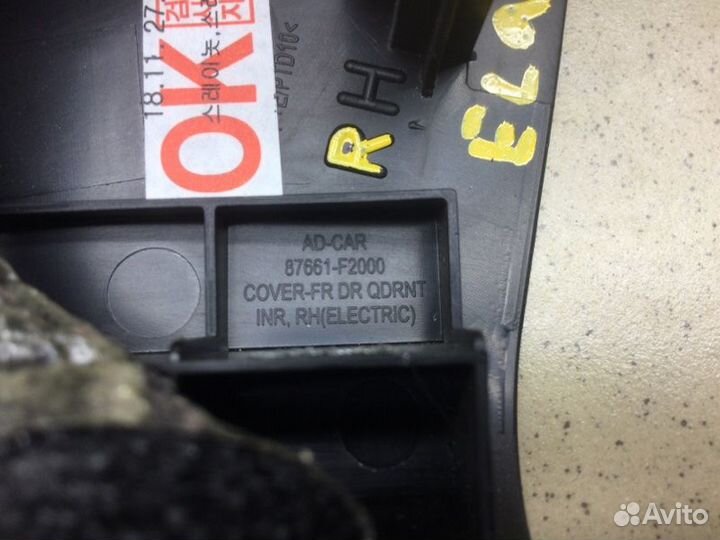 18.11.27
OK
RH
R
ELA
AD-CAR
87661-F2000
COVER-FR DR QDRNT
INR, RH(ELECTRIC)
Avito